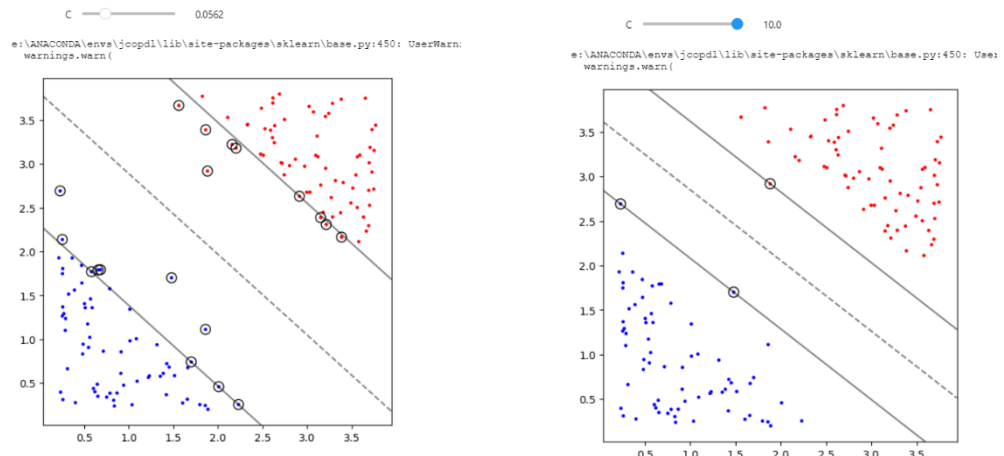 C 0.0562
e:\ANACONDA\envs\jcopdl\lib\site-packages\sklearn\base.py:450: UserWarni
warnings.warn(
3.5
3.0
2.5
2.0
1.5
1.0
0.5
0.5 1.0 1.5 2.0 2.5 3.0 3.5
C 10.0
e:\ANACONDA\envs\jcopdl\lib\site-packages\sklearn\base.py:450: User
warnings.warn(
3.5
3.0
2.5
2.0
1.5
1.0
0.5
0.5 1.0 1.5 2.0 2.5 3.0 3.5